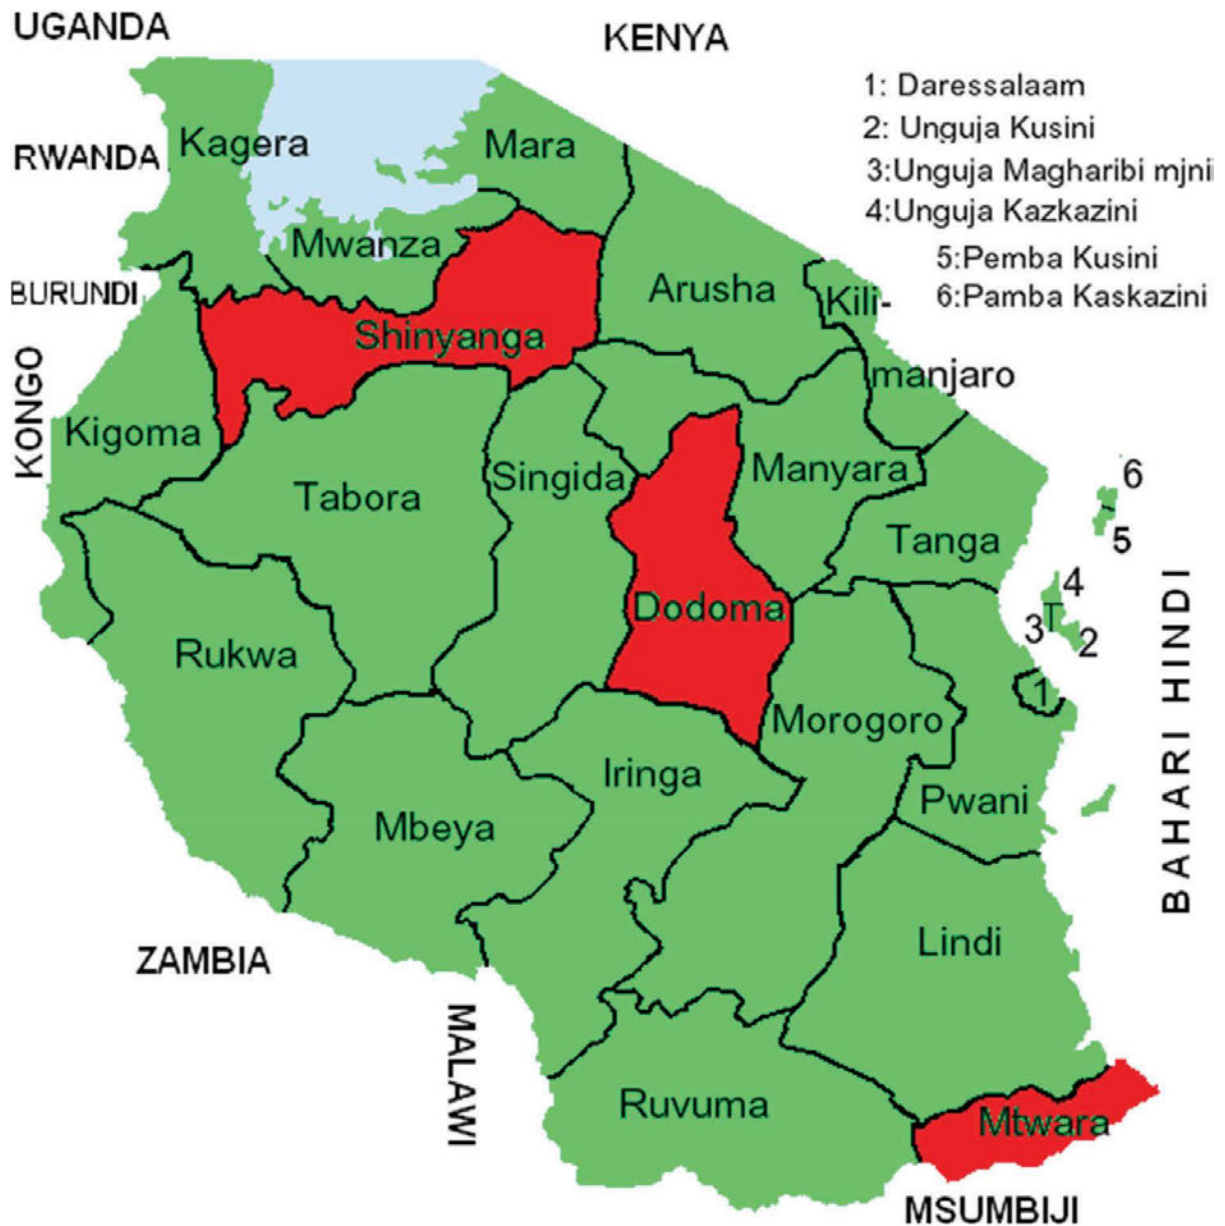 UGANDA
KENYA
1: Daressalaam
2: Unguja Kusini
3:Unguja Magharibi mjnii
4:Unguja Kazkazini
5:Pemba Kusini
6:Pamba Kaskazini
Kagera
Mara
RWANDA
Mwanza
BURUNDI
Arusha
Kili-
manjaro
Shinyanga
KONGO
Kigoma
Tabora
Singida
Manyara
Tanga
6
5
4
T
3
2
1
Dodoma
Rukwa
Morogoro
Iringa
Pwani
Mbeya
BAHARI HINDI
Lindi
ZAMBIA
MALAWI
Ruvuma
Mtwara
MSUMBIJI